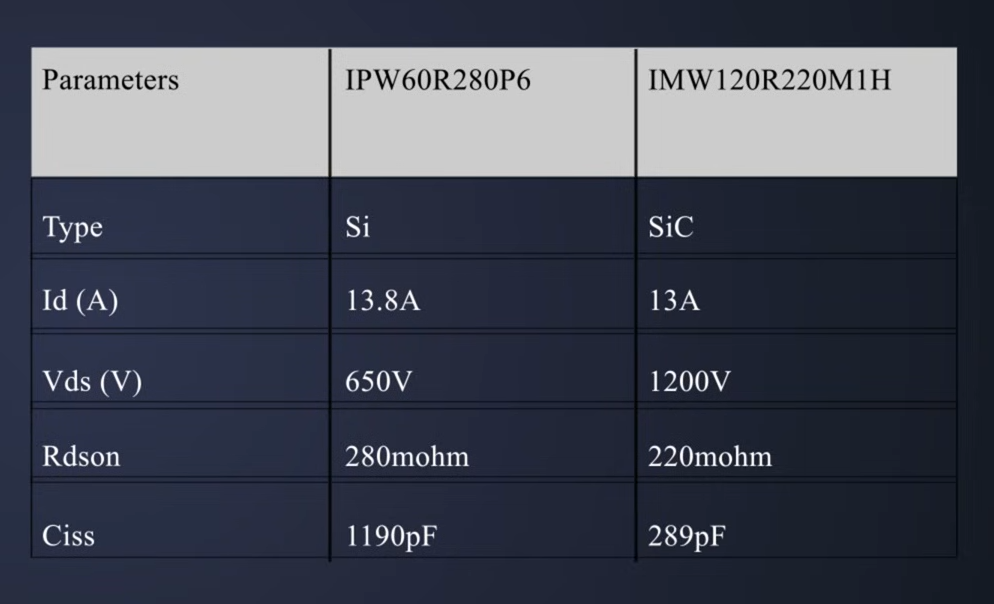 Parameters IPW60R280P6 IMW120R220M1H
Type Si SiC
Id (A) 13.8A 13A
Vds (V) 650V 1200V
Rdson 280mohm 220mohm
Ciss 1190pF 289pF